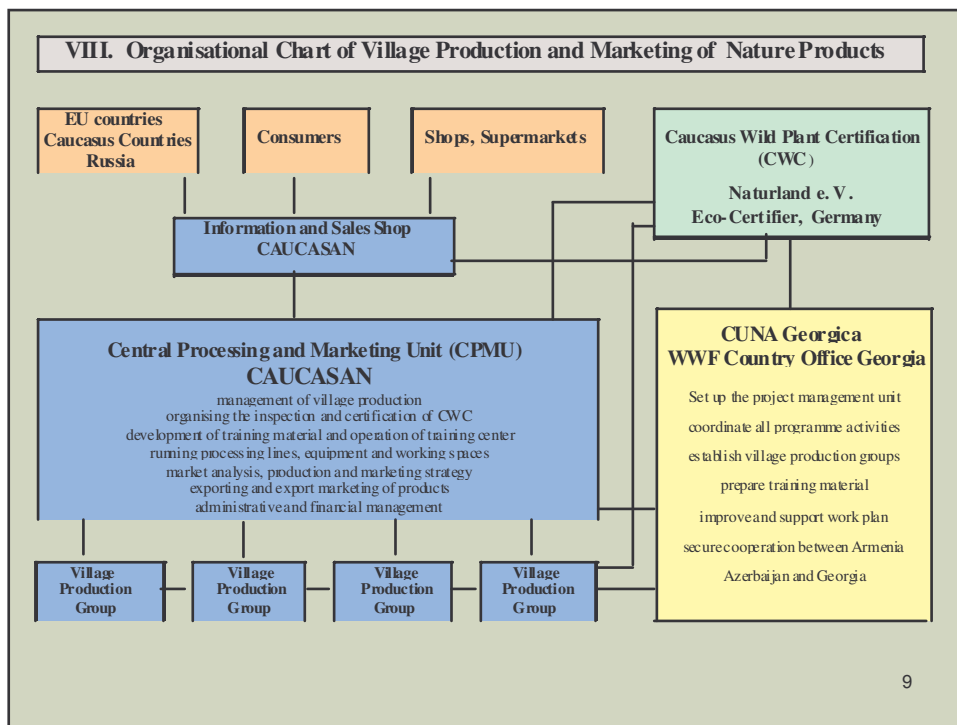 VIII. Organisational Chart of Village Production and Marketing of Nature Products
EU countries
Caucasus Countries
Russia
Consumers
Shops, Supermarkets
Caucasus Wild Plant Certification
(CWC)
Naturland e. V.
Eco-Certifier, Germany
Information and Sales Shop
CAUCASAN
Central Processing and Marketing Unit (CPMU)
CAUCASAN
management of village production
organising the inspection and certification of CWC
development of training material and operation of training center
running processing lines, equipment and working spaces
market analysis, production and marketing strategy
exporting and export marketing of products
administrative and financial management
CUNA Georgica
WWF Country Office Georgia
Set up the project management unit
coordinate all programme activities
establish village production groups
prepare training material
improve and support work plan
secure cooperation between Armenia
Azerbaijan and Georgia
Village
Production
Group
Village
Production
Group
Village
Production
Group
Village
Production
Group
9